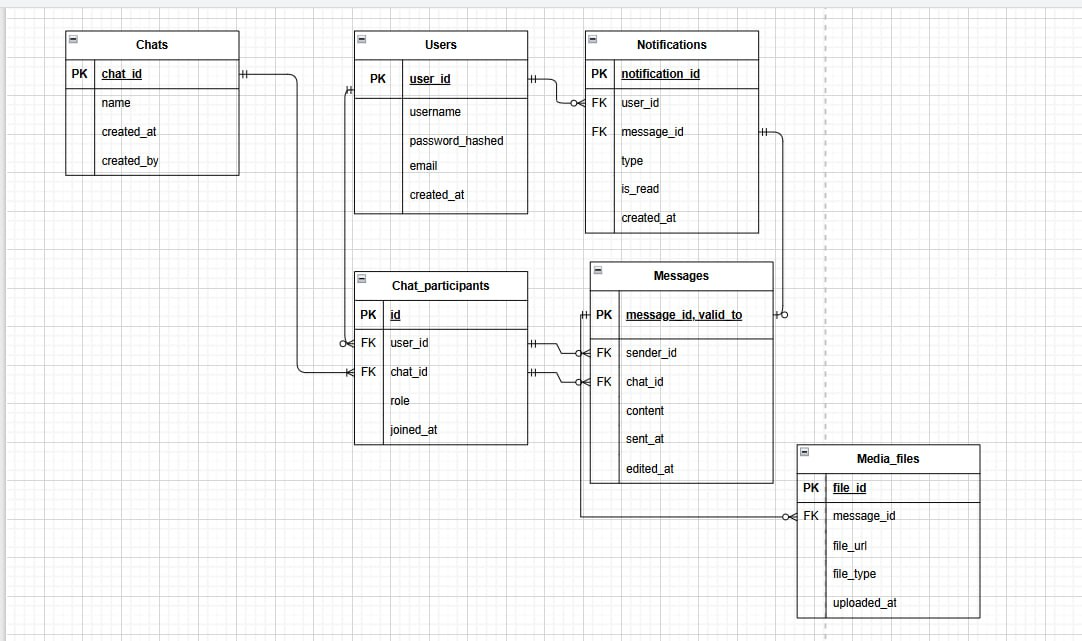 Chats
PK chat_id
name
created_at
created_by
Users
PK user_id
username
password_hashed
email
created_at
Notifications
PK notification_id
FK user_id
FK message_id
type
is_read
created_at
Chat_participants
PK id
FK user_id
FK chat_id
role
joined_at
Messages
PK message_id, valid_to
FK sender_id
FK chat_id
content
sent_at
edited_at
Media_files
PK file_id
FK message_id
file_url
file_type
uploaded_at